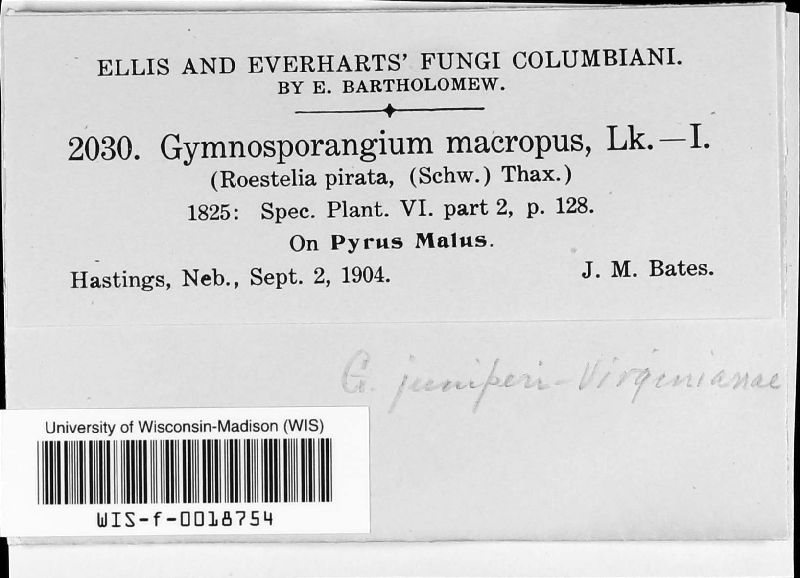 ELLIS AND EVERHARTS' FUNGI COLUMBIANI.
BY E. BARTHOLOMEW.
2030. Gymnosporangium macropus, Lk.—I.
(Roestelia pirata, (Schw.) Thax.)
1825: Spec. Plant. VI. part 2, p. 128.
On Pyrus Malus.
Hastings, Neb., Sept. 2, 1904. J. M. Bates.
G. juniperi-Virginianae
University of Wisconsin-Madison (WIS)
WIS-f-0018754